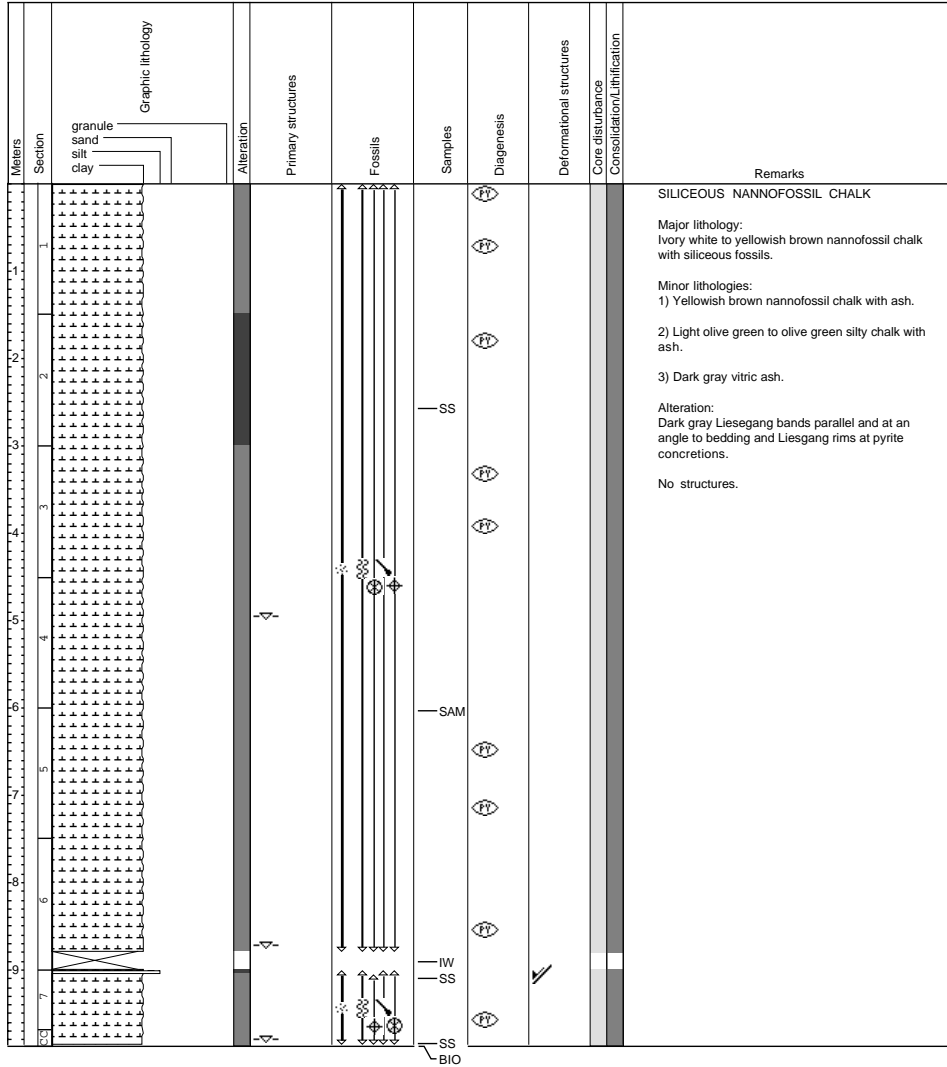 Meters
Section
Graphic lithology
granule
sand
silt
clay
Alteration
Primary structures
Fossils
Samples
Diagenesis
Deformational structures
Core disturbance
Consolidation/Lithification
Remarks
1
2
3
4
5
6
7
8
9
1
2
3
4
5
6
7
CC
PY
PY
PY
PY
PY
PY
PY
PY
PY
SS
SAM
IW
SS
SS
BIO
SILICEOUS NANNOFOSSIL CHALK
Major lithology:
Ivory white to yellowish brown nannofossil chalk
with siliceous fossils.
Minor lithologies:
1) Yellowish brown nannofossil chalk with ash.
2) Light olive green to olive green silty chalk with
ash.
3) Dark gray vitric ash.
Alteration:
Dark gray Liesegang bands parallel and at an
angle to bedding and Liesgang rims at pyrite
concretions.
No structures.